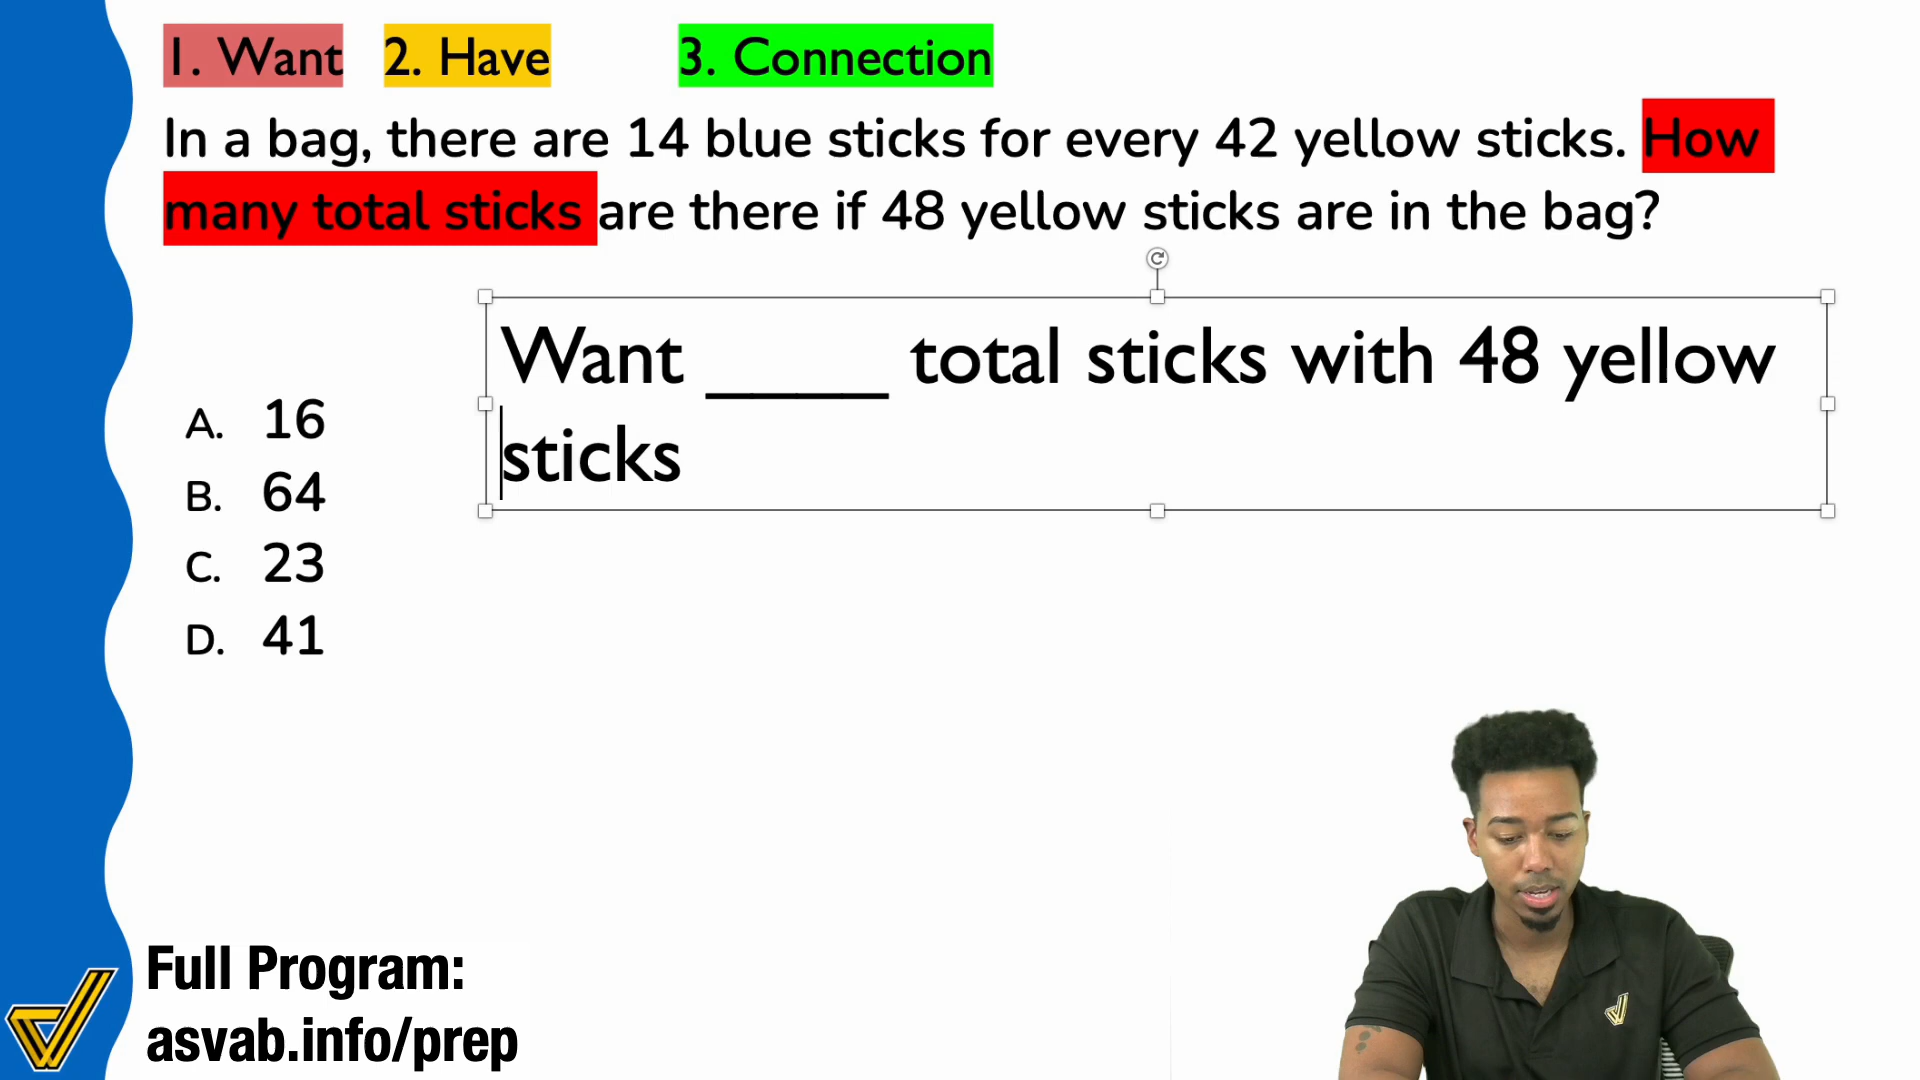 1. Want 2. Have 3. Connection
In a bag, there are 14 blue sticks for every 42 yellow sticks. How
many total sticks are there if 48 yellow sticks are in the bag?
Want ____ total sticks with 48 yellow
sticks
A. 16
B. 64
C. 23
D. 41
Full Program:
asvab.info/prep